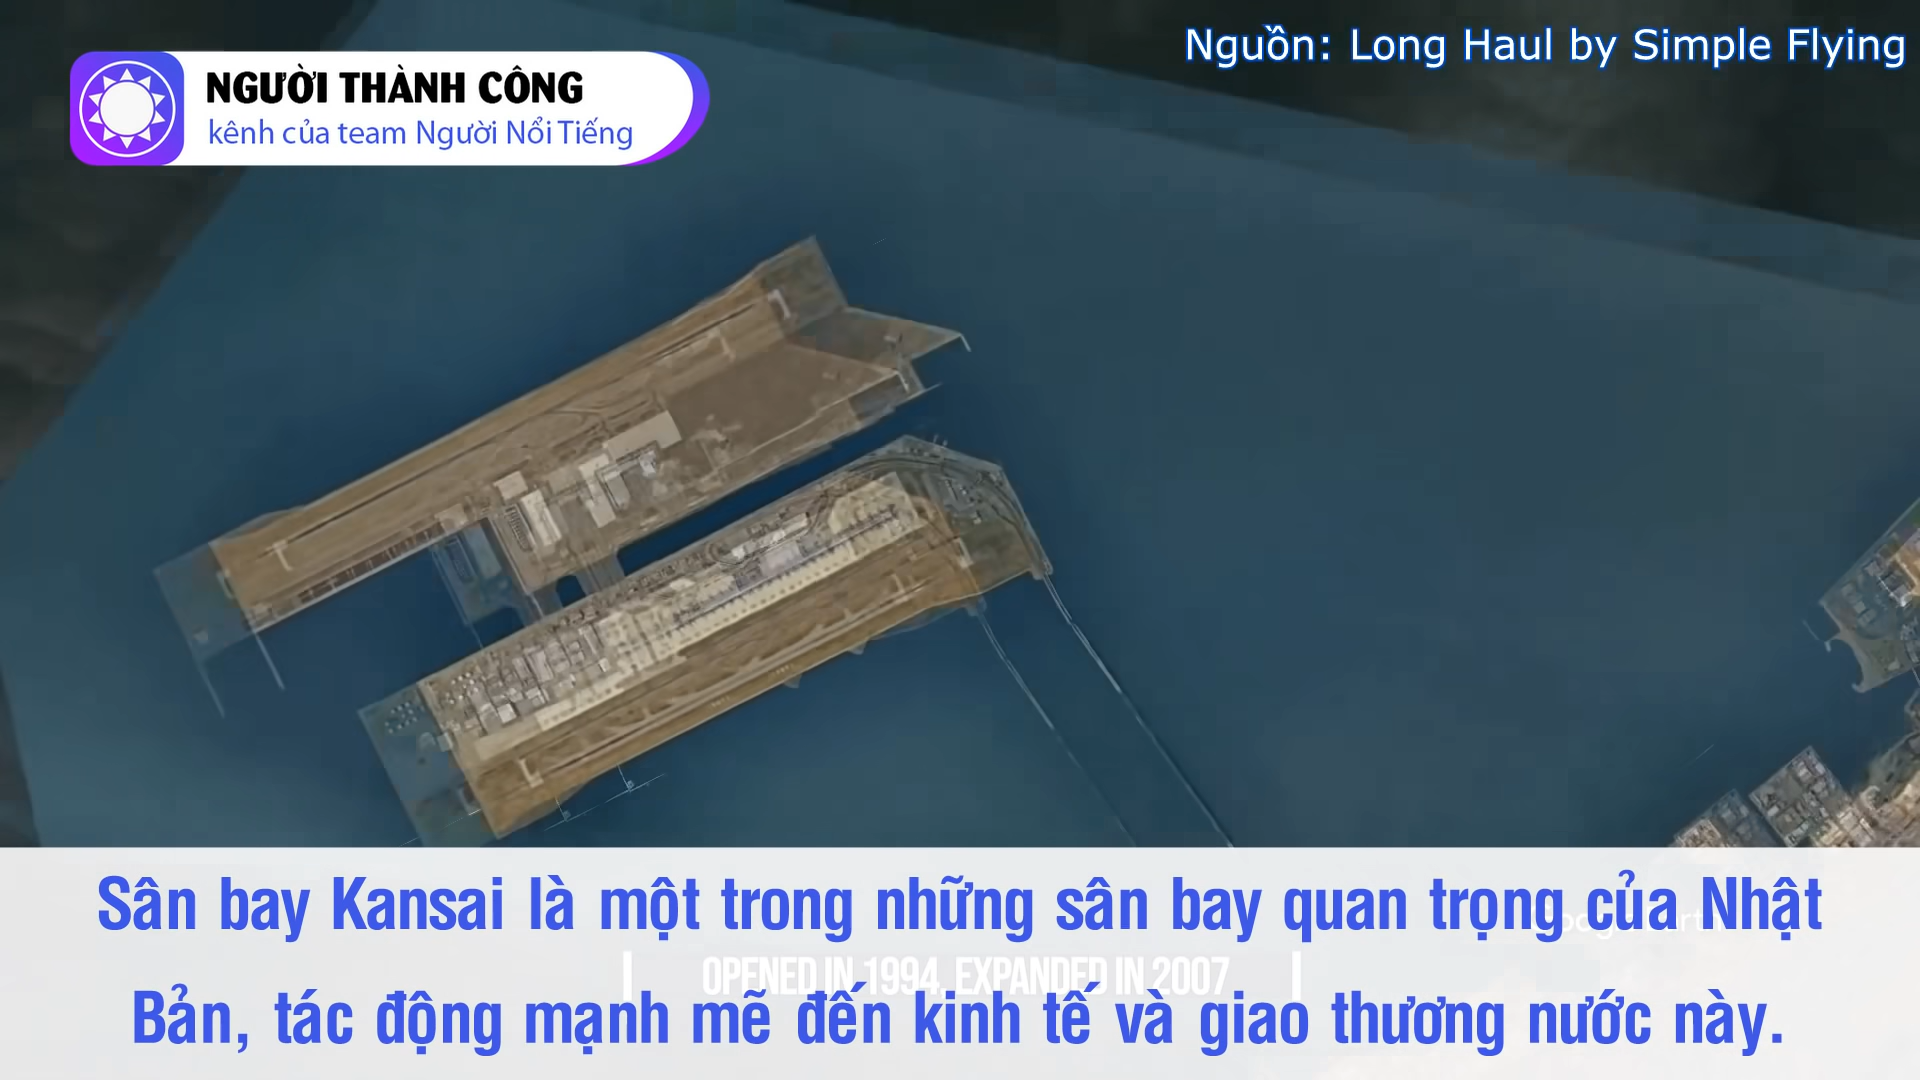 Nguồn: Long Haul by Simple Flying
NGƯỜI THÀNH CÔNG
kênh của team Người Nổi Tiếng
Sân bay Kansai là một trong những sân bay quan trọng của Nhật
OPENED IN 1994, EXPANDED IN 2007
Bản, tác động mạnh mẽ đến kinh tế và giao thương nước này.